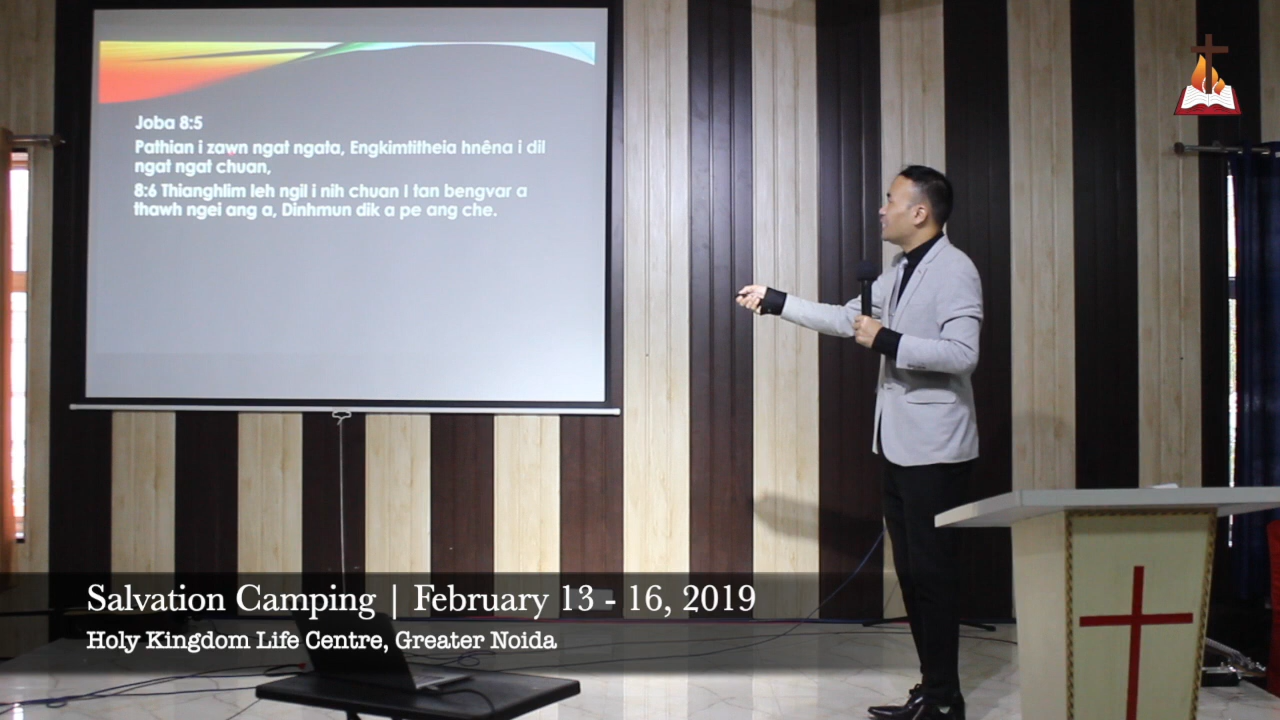 Joba 8:5
Pathian i zawn ngat ngata, Engkimtitheia hnêna i dil
ngat ngat chuan,
8:6 Thianghlim leh ngil i nih chuan I tan bengvar a
thawh ngei ang a, Dinhmun dik a pe ang che.
Salvation Camping | February 13 - 16, 2019
Holy Kingdom Life Centre, Greater Noida